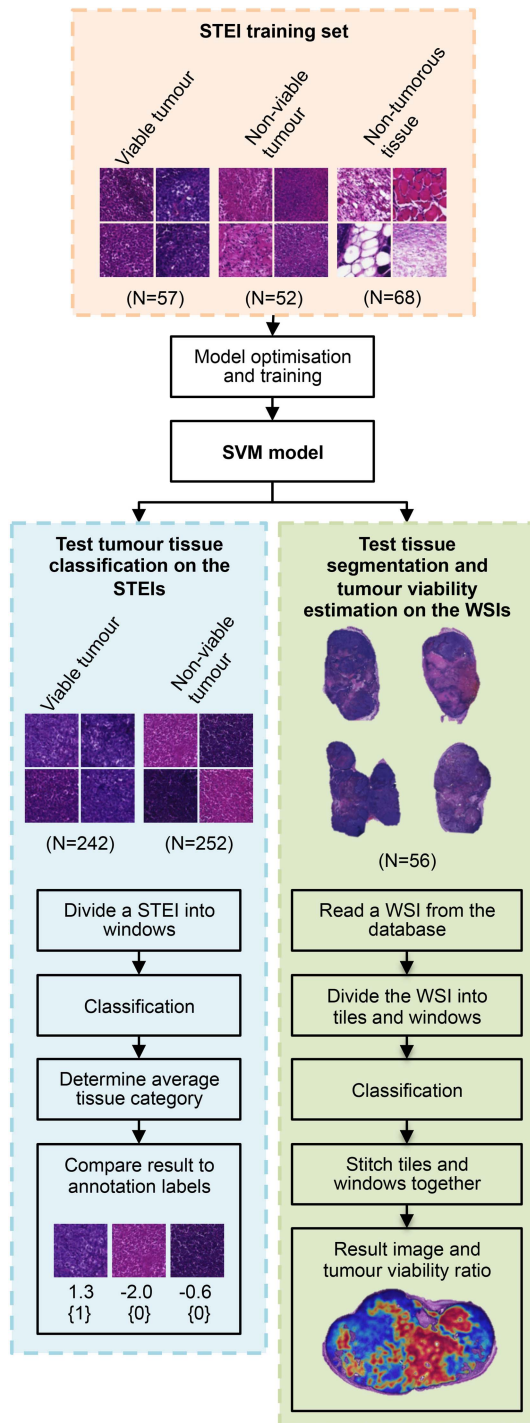 STEI training set
Viable tumour
Non-viable
tumour
Non-tumorous
tissue
(N=57)
(N=52)
(N=68)
Model optimisation
and training
SVM model
Test tumour tissue
classification on the
STEIs
Viable tumour
Non-viable
tumour
(N=242)
(N=252)
Divide a STEI into
windows
Classification
Determine average
tissue category
Compare result to
annotation labels
1.3
-2.0
-0.6
{1}
{0}
{0}
Test tissue
segmentation and
tumour viability
estimation on the WSIs
(N=56)
Read a WSI from the
database
Divide the WSI into
tiles and windows
Classification
Stitch tiles and
windows together
Result image and
tumour viability ratio